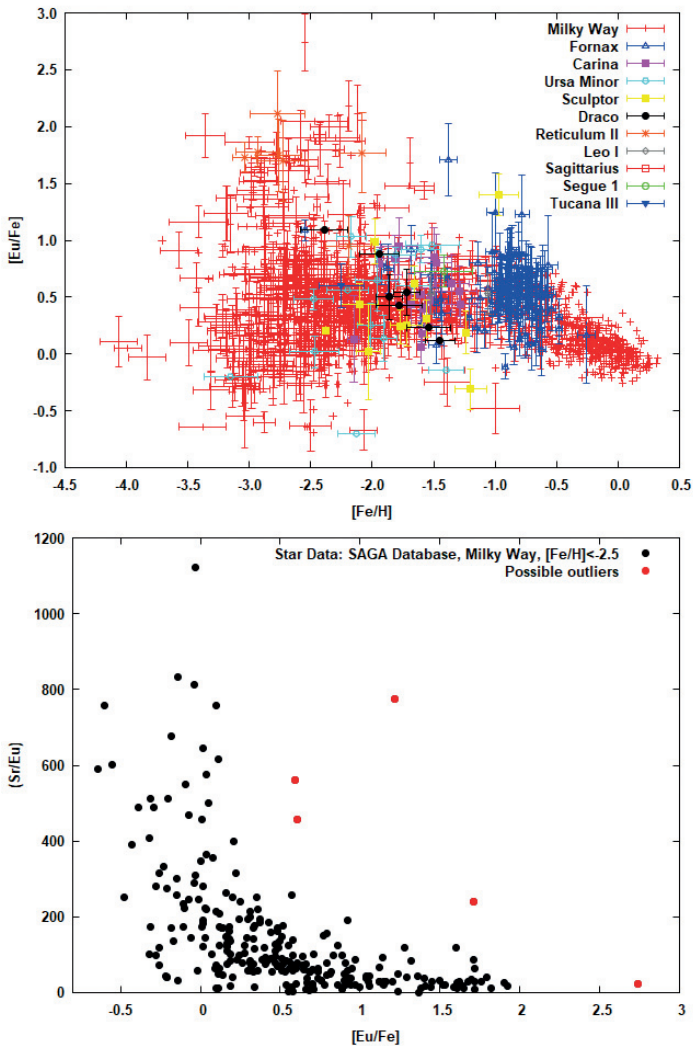 3.0
2.5
2.0
1.5
1.0
0.5
0.0
-0.5
-1.0
[Eu/Fe]
Milky Way
Fornax
Carina
Ursa Minor
Sculptor
Draco
Reticulum II
Leo I
Sagittarius
Segue 1
Tucana III
-4.5 -4.0 -3.5 -3.0 -2.5 -2.0 -1.5 -1.0 -0.5 0.0 0.5
[Fe/H]
1200
1000
800
600
400
200
0
(Sr/Eu)
Star Data: SAGA Database, Milky Way, [Fe/H]<-2.5
Possible outliers
-0.5 0 0.5 1 1.5 2 2.5 3
[Eu/Fe]